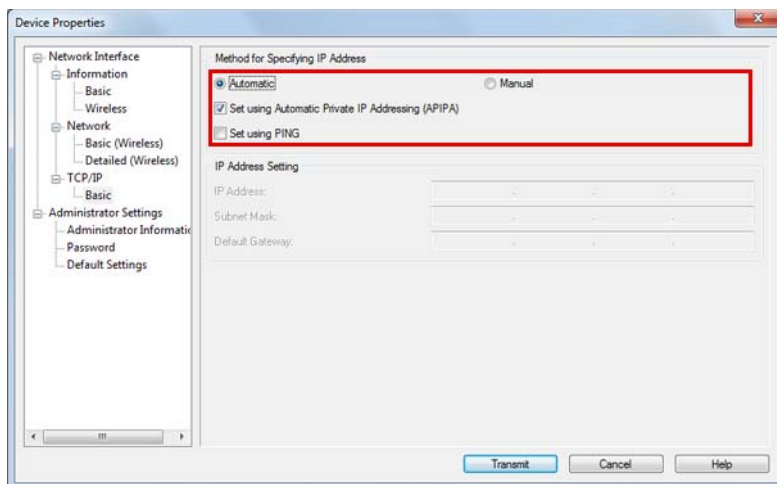 Device Properties
Network Interface
Information
Basic
Wireless
Network
Basic (Wireless)
Detailed (Wireless)
TCP/IP
Basic
Administrator Settings
Administrator Informatic
Password
Default Settings
Method for Specifying IP Address
Automatic Manual
Set using Automatic Private IP Addressing (APIPA)
Set using PING
IP Address Setting
IP Address:
Subnet Mask:
Default Gateway:
Transmit Cancel Help